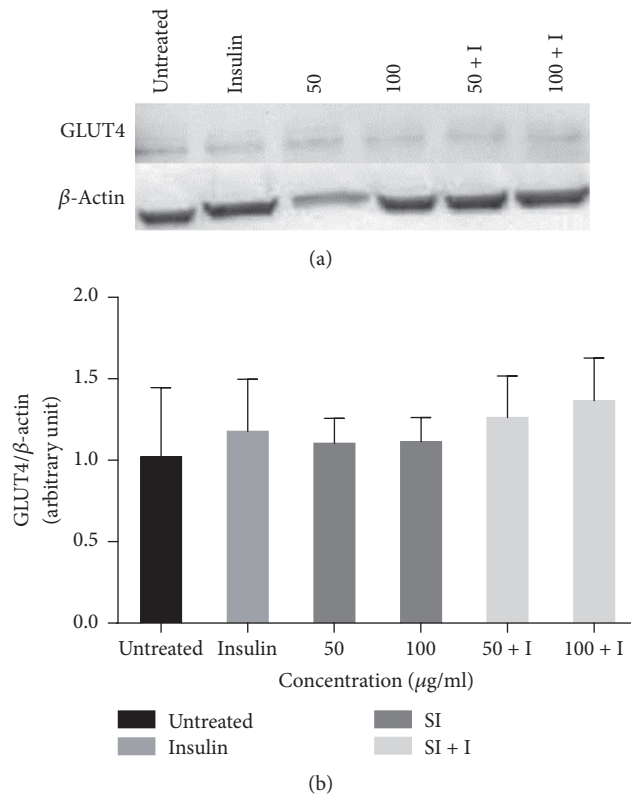 Untreated
Insulin
50
100
50 + I
100 + I
GLUT4
β-Actin
(a)
2.0
1.5
1.0
0.5
0.0
GLUT4/β-actin
(arbitrary unit)
Untreated
Insulin
50
100
50 + I
100 + I
Concentration (μg/ml)
Untreated
Insulin
SI
SI + I
(b)